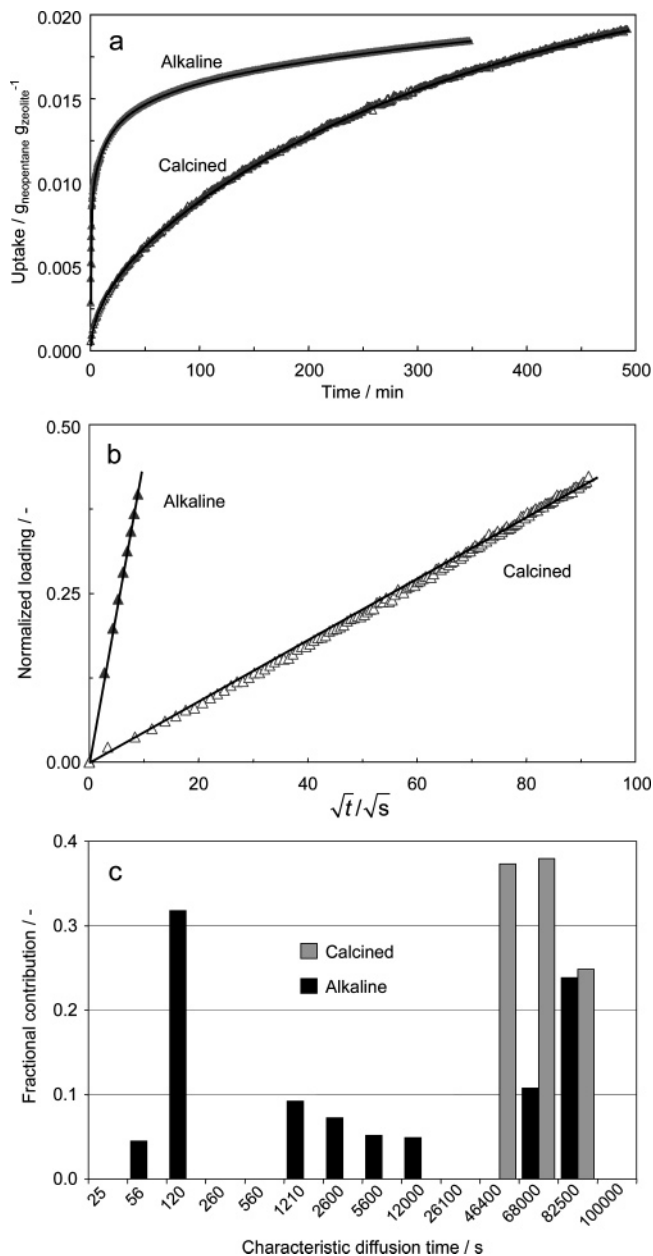 a
0.020
0.015
0.010
0.005
0.000
Uptake / g neopentane g zeolite -1
Alkaline
Calcined
0 100 200 300 400 500
Time / min
b
0.50
0.25
0.00
Normalized loading / -
Alkaline
Calcined
0 20 40 60 80 100
√t/√s
c
0.4
0.3
0.2
0.1
0.0
Fractional contribution / -
Calcined
Alkaline
25 56 120 260 560 1210 2600 5600 12000 26100 46400 68000 82500 100000
Characteristic diffusion time / s